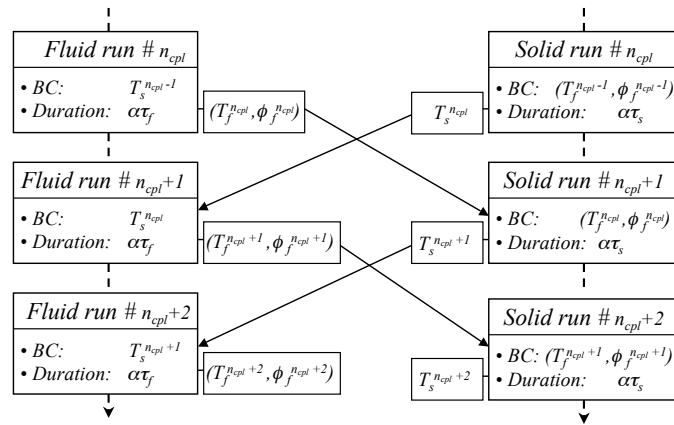 Fluid run # n_cpl
• BC: T_s^{n_cpl-1}
• Duration: ατ_f
(T_f^{n_cpl}, ϕ_f^{n_cpl})
T_s^{n_cpl}
Solid run # n_cpl
• BC: (T_f^{n_cpl-1}, ϕ_f^{n_cpl-1})
• Duration: ατ_s
Fluid run # n_cpl+1
• BC: T_s^{n_cpl}
• Duration: ατ_f
(T_f^{n_cpl+1}, ϕ_f^{n_cpl+1})
T_s^{n_cpl+1}
Solid run # n_cpl+1
• BC: (T_f^{n_cpl}, ϕ_f^{n_cpl})
• Duration: ατ_s
Fluid run # n_cpl+2
• BC: T_s^{n_cpl+1}
• Duration: ατ_f
(T_f^{n_cpl+2}, ϕ_f^{n_cpl+2})
T_s^{n_cpl+2}
Solid run # n_cpl+2
• BC: (T_f^{n_cpl+1}, ϕ_f^{n_cpl+1})
• Duration: ατ_s